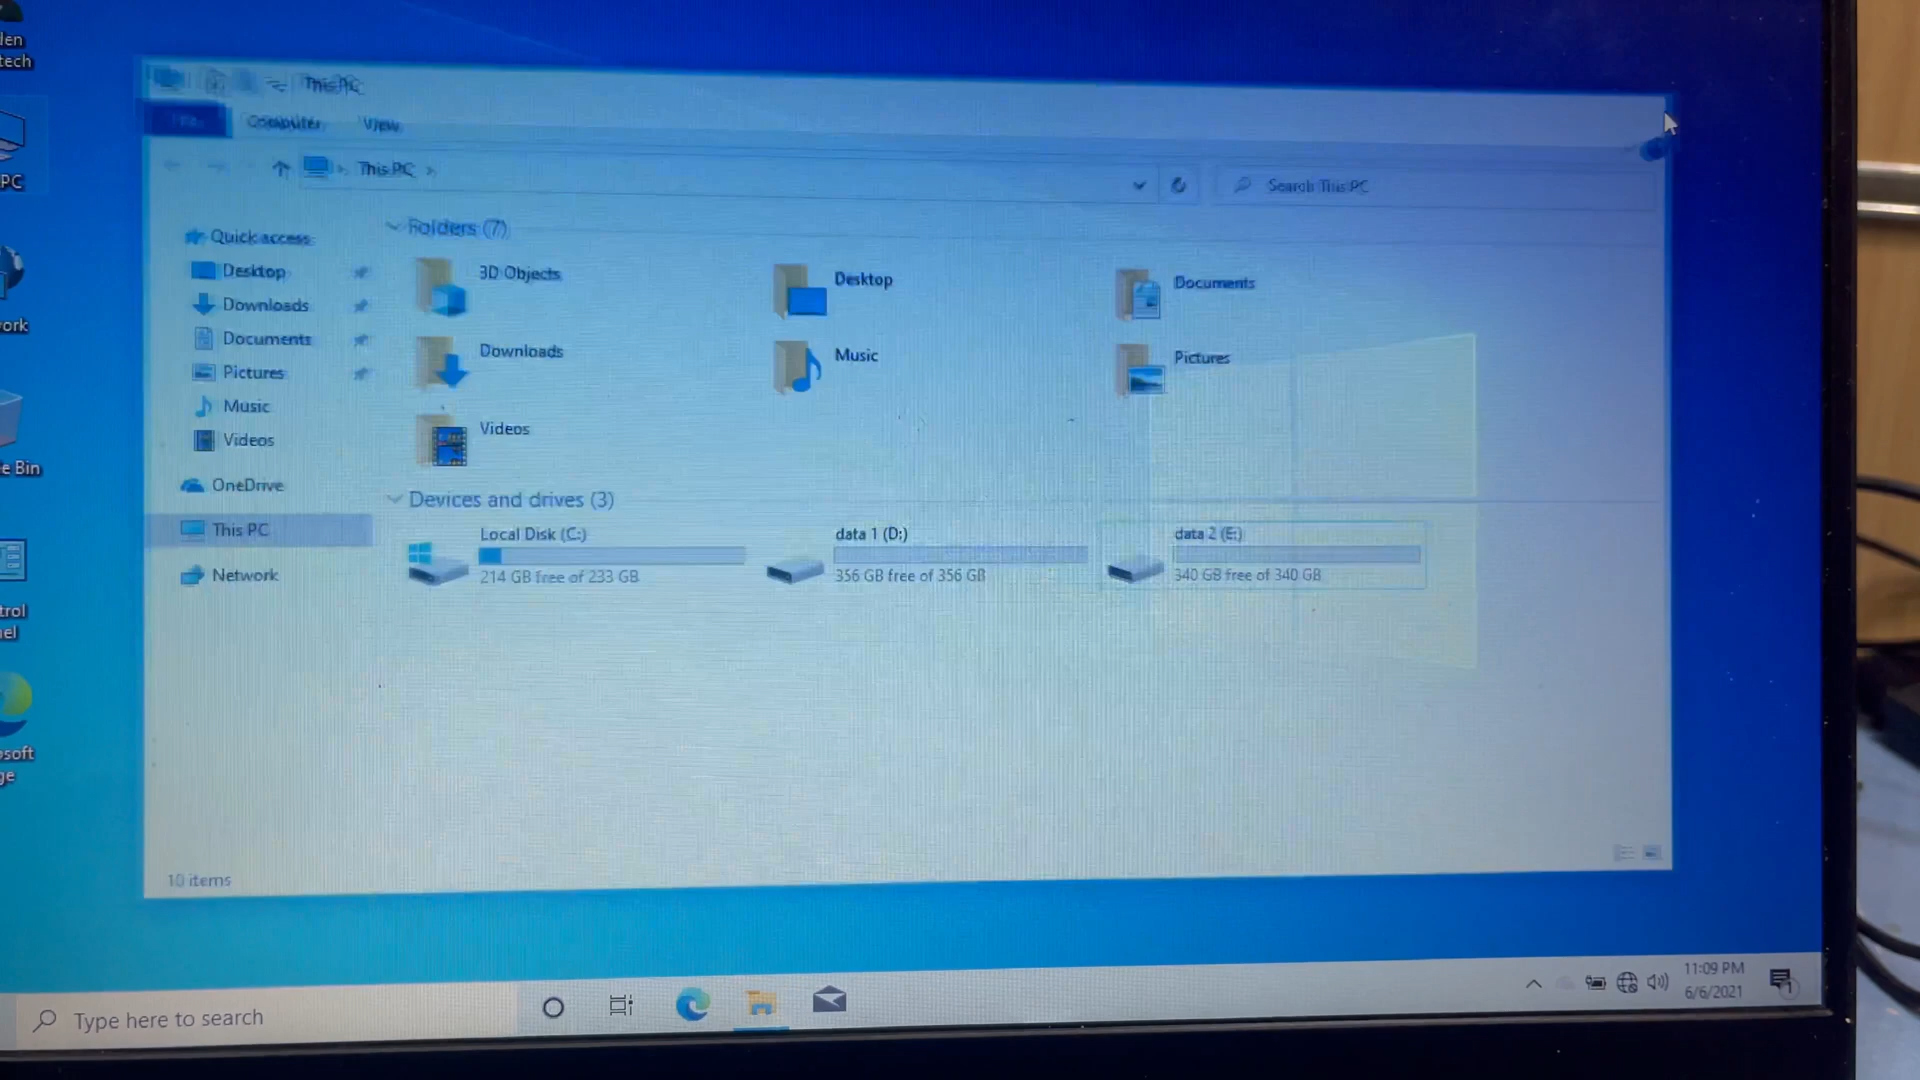 len
tech
PC
ork
e Bin
trol
el
osoft
ge
This PC
File
Computer
View
This PC
Search This PC
Quick access
Desktop
Downloads
Documents
Pictures
Music
Videos
OneDrive
This PC
Network
Folders (7)
3D Objects
Desktop
Documents
Downloads
Music
Pictures
Videos
Devices and drives (3)
Local Disk (C:)
214 GB free of 233 GB
data 1 (D:)
356 GB free of 356 GB
data 2 (E:)
340 GB free of 340 GB
10 items
Type here to search
11:09 PM
6/6/2021
1